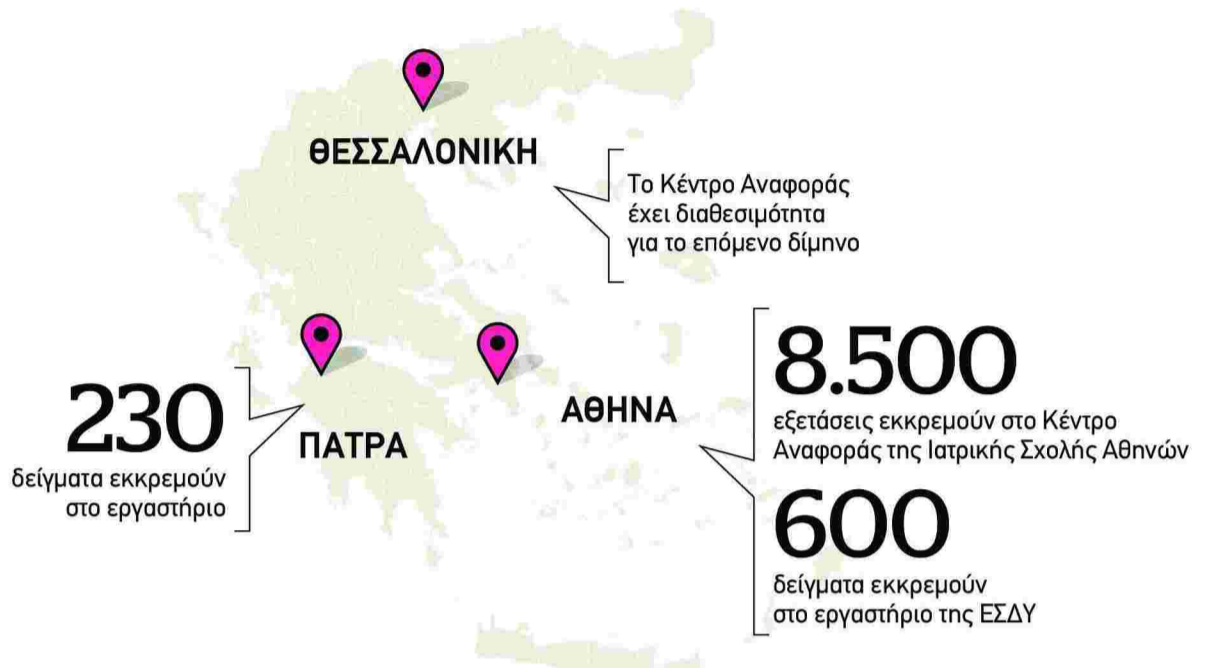 ΘΕΣΣΑΛΟΝΙΚΗ
Το Κέντρο Αναφοράς
έχει διαθεσιμότητα
για το επόμενο δίμηνο
230
δείγματα εκκρεμούν
στο εργαστήριο
ΠΑΤΡΑ
ΑΘΗΝΑ
8.500
εξετάσεις εκκρεμούν στο Κέντρο
Αναφοράς της Ιατρικής Σχολής Αθηνών
600
δείγματα εκκρεμούν
στο εργαστήριο της ΕΣΔΥ